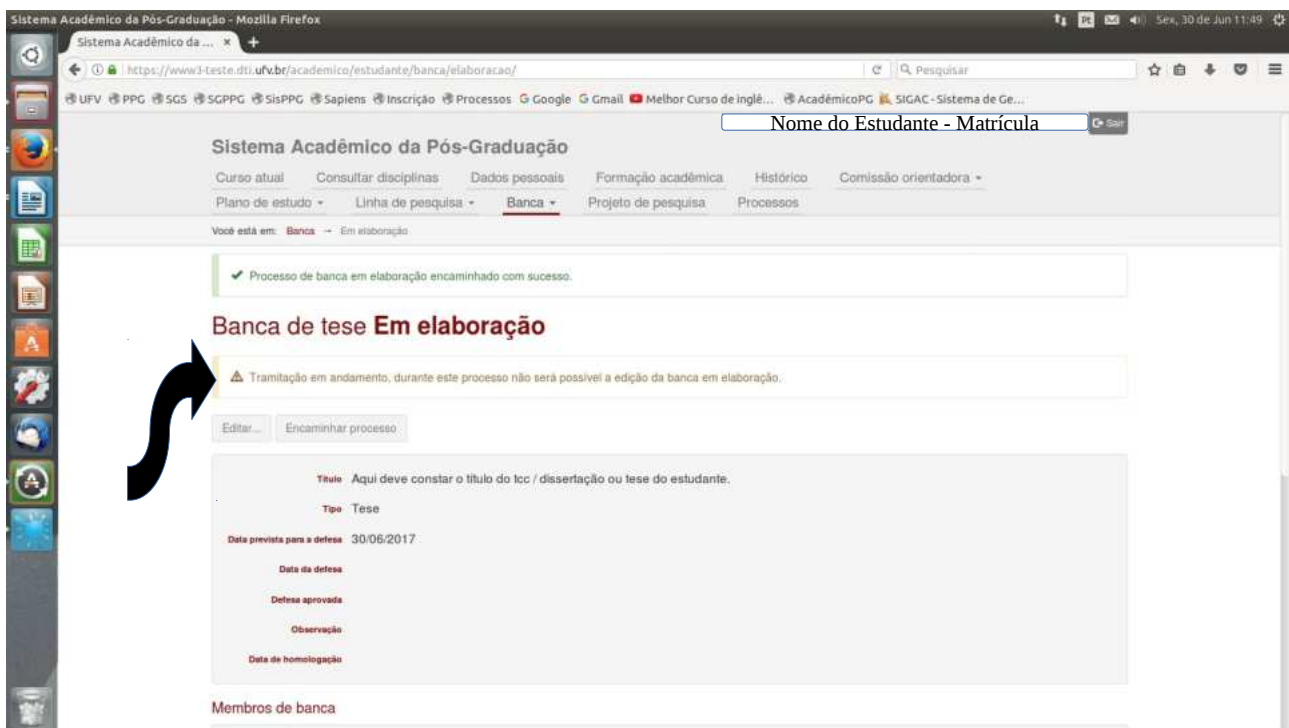 Sistema Acadêmico da Pós-Graduação - Mozilla Firefox
Pt
Sex, 30 de Jun 11:49
Sistema Acadêmico da ... × +
https://www3-teste.dti.ufv.br/academico/estudante/banca/elaboracao/
Pesquisar
UFV PPG SGS SCPPG SisPPG Sapiens Inscrição Processos Google Gmail Melhor Curso de inglê... AcadêmicoPG SIGAC - Sistema de Ge...
Nome do Estudante - Matrícula
Sair
Sistema Acadêmico da Pós-Graduação
Curso atual Consultar disciplinas Dados pessoais Formação acadêmica Histórico Comissão orientadora
Plano de estudo Linha de pesquisa Banca Projeto de pesquisa Processos
Você está em: Banca → Em elaboração
Processo de banca em elaboração encaminhado com sucesso.
Banca de tese Em elaboração
Tramitação em andamento, durante este processo não será possível a edição da banca em elaboração.
Editar... Encaminhar processo
Título Aqui deve constar o título do tcc / dissertação ou tese do estudante.
Tipo Tese
Data prevista para a defesa 30/06/2017
Data da defesa
Defesa aprovada
Observação
Data de homologação
Membros de banca